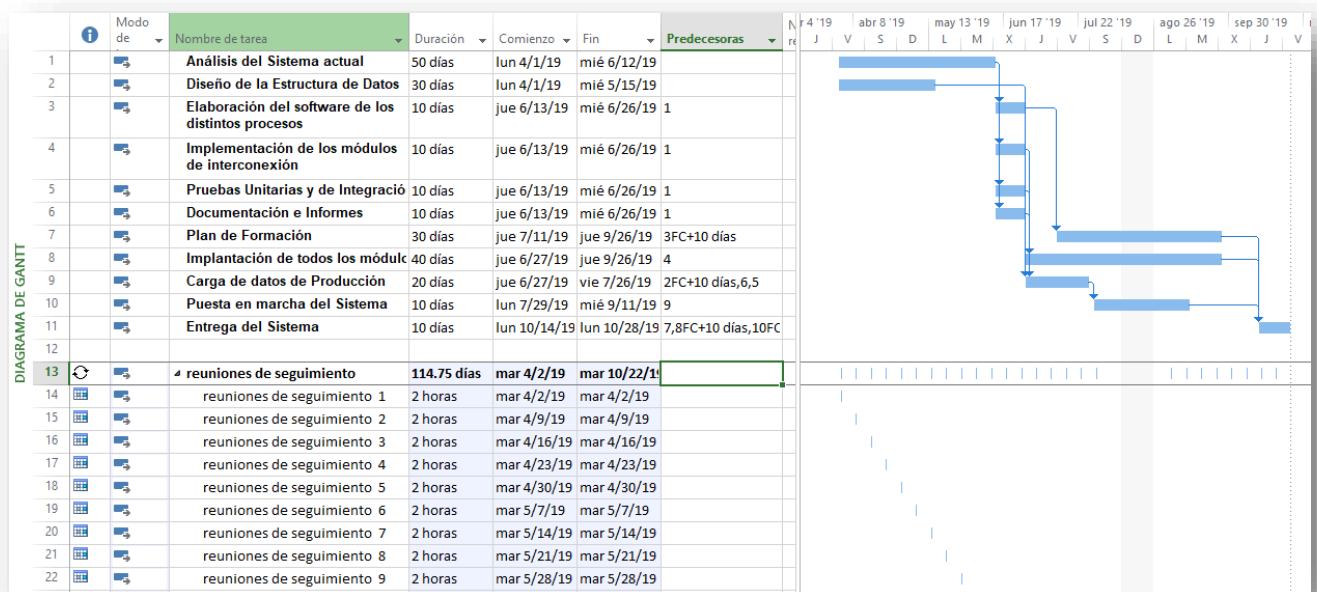 Modo de
Nombre de tarea Duración Comienzo Fin Predecesoras
r 4 '19 abr 8 '19 may 13 '19 jun 17 '19 jul 22 '19 ago 26 '19 sep 30 '19
J V S D L M X J V S D L M X J V
1 Análisis del Sistema actual 50 días lun 4/1/19 mié 6/12/19
2 Diseño de la Estructura de Datos 30 días lun 4/1/19 mié 5/15/19
3 Elaboración del software de los 10 días jue 6/13/19 mié 6/26/19 1
distintos procesos
4 Implementación de los módulos 10 días jue 6/13/19 mié 6/26/19 1
de interconexión
5 Pruebas Unitarias y de Integració 10 días jue 6/13/19 mié 6/26/19 1
6 Documentación e Informes 10 días jue 6/13/19 mié 6/26/19 1
7 Plan de Formación 30 días jue 7/11/19 jue 9/26/19 3FC+10 días
8 Implantación de todos los módulo 40 días jue 6/27/19 jue 9/26/19 4
9 Carga de datos de Producción 20 días jue 6/27/19 vie 7/26/19 2FC+10 días,6,5
10 Puesta en marcha del Sistema 10 días lun 7/29/19 mié 9/11/19 9
11 Entrega del Sistema 10 días lun 10/14/19 lun 10/28/19 7,8FC+10 días,10FC
12
13 reuniones de seguimiento 114.75 días mar 4/2/19 mar 10/22/19
14 reuniones de seguimiento 1 2 horas mar 4/2/19 mar 4/2/19
15 reuniones de seguimiento 2 2 horas mar 4/9/19 mar 4/9/19
16 reuniones de seguimiento 3 2 horas mar 4/16/19 mar 4/16/19
17 reuniones de seguimiento 4 2 horas mar 4/23/19 mar 4/23/19
18 reuniones de seguimiento 5 2 horas mar 4/30/19 mar 4/30/19
19 reuniones de seguimiento 6 2 horas mar 5/7/19 mar 5/7/19
20 reuniones de seguimiento 7 2 horas mar 5/14/19 mar 5/14/19
21 reuniones de seguimiento 8 2 horas mar 5/21/19 mar 5/21/19
22 reuniones de seguimiento 9 2 horas mar 5/28/19 mar 5/28/19
DIAGRAMA DE GANTT